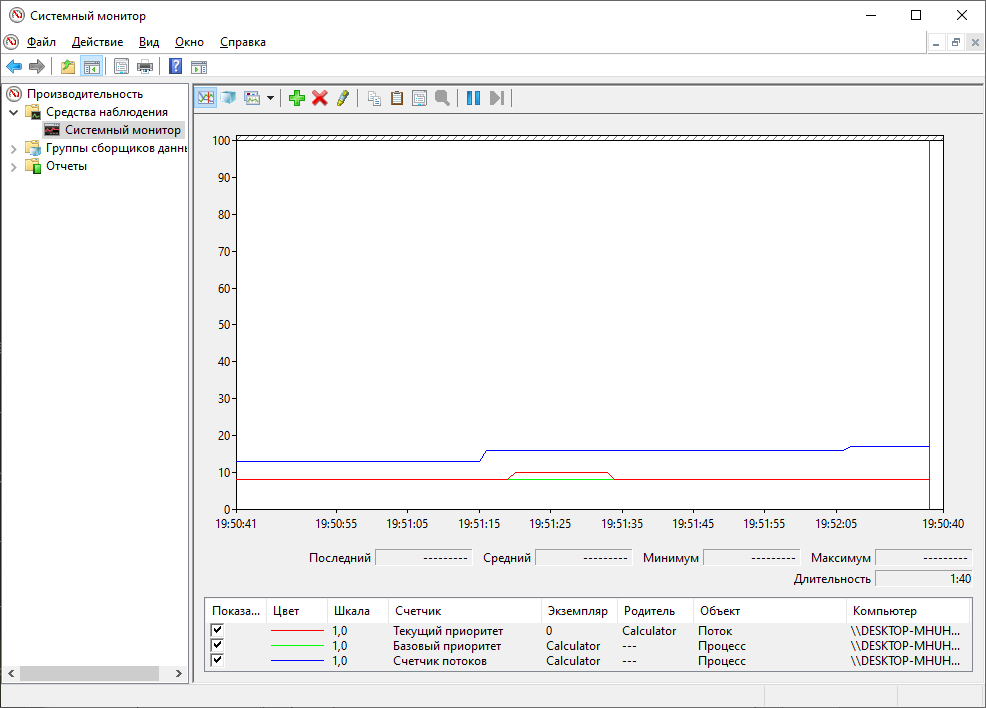 Системный монитор
Файл Действие Вид Окно Справка
Производительность
Средства наблюдения
Системный монитор
Группы сборщиков данн
Отчеты
100
90
80
70
60
50
40
30
20
10
0
19:50:41 19:50:55 19:51:05 19:51:15 19:51:25 19:51:35 19:51:45 19:51:55 19:52:05 19:50:40
Последний --------- Средний --------- Минимум --------- Максимум ---------
Длительность 1:40
Показа... Цвет Шкала Счетчик Экземпляр Родитель Объект Компьютер
1,0 Текущий приоритет 0 Calculator Поток \\DESKTOP-MHUH...
1,0 Базовый приоритет Calculator --- Процесс \\DESKTOP-MHUH...
1,0 Счетчик потоков Calculator --- Процесс \\DESKTOP-MHUH...